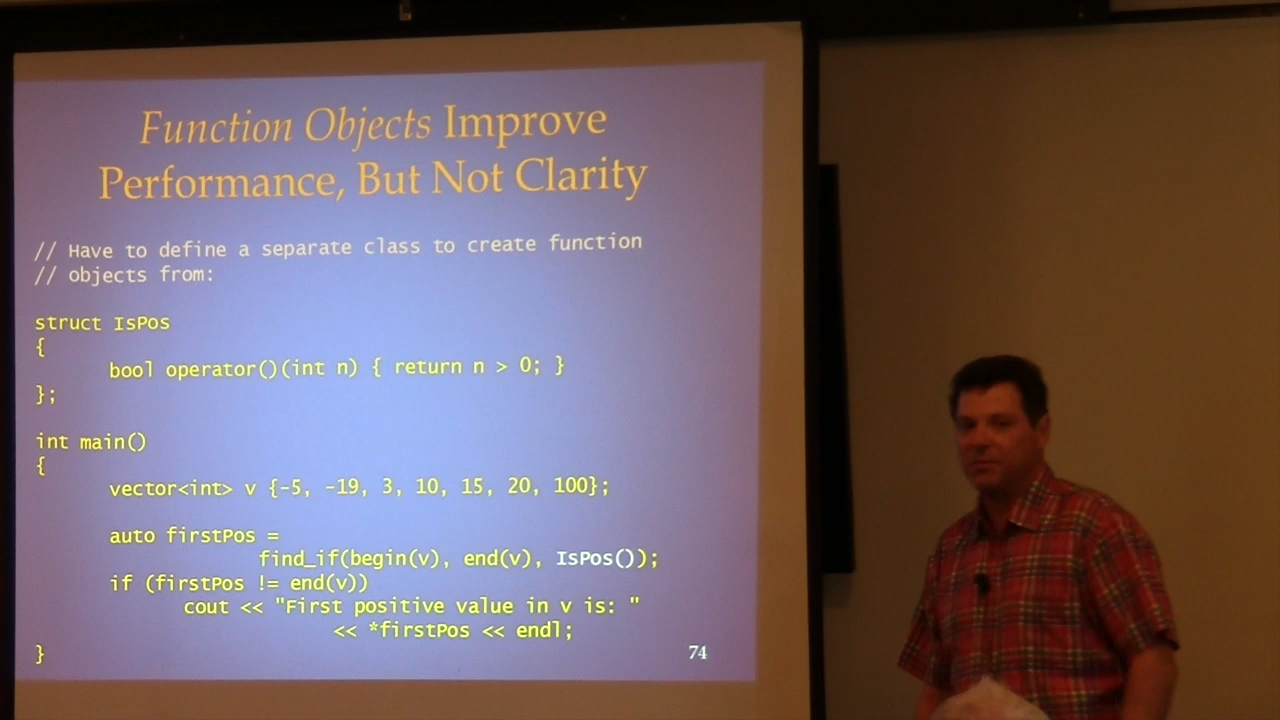 Function Objects Improve
Performance, But Not Clarity
// Have to define a separate class to create function
// objects from:
struct IsPos
{
bool operator()(int n) { return n > 0; }
};
int main()
{
vector<int> v {-5, -19, 3, 10, 15, 20, 100};
auto firstPos =
find_if(begin(v), end(v), IsPos());
if (firstPos != end(v))
cout << "First positive value in v is: "
<< *firstPos << endl;
}
74